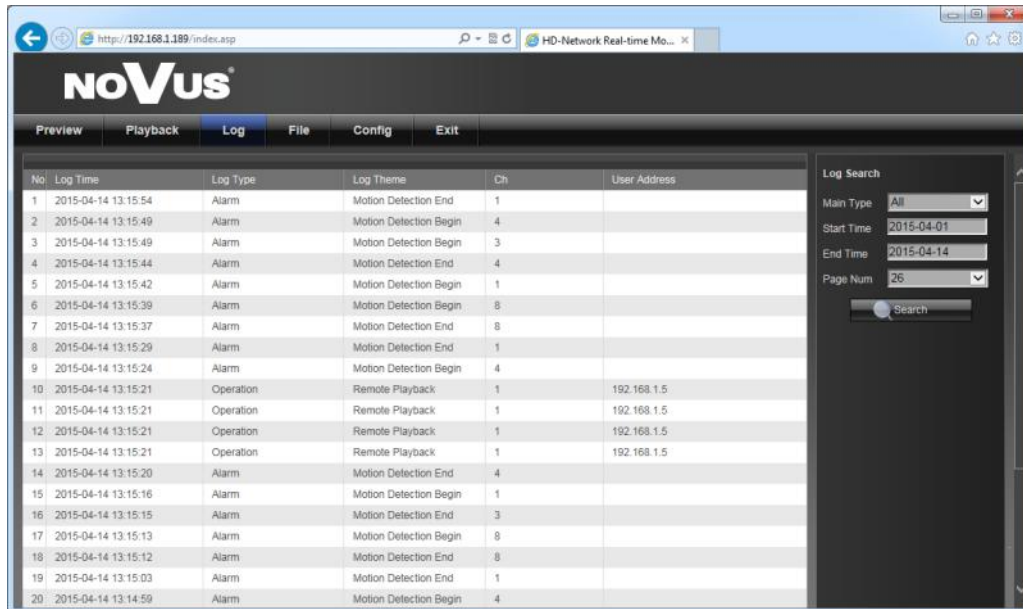 http://192.168.1.189/index.asp
HD-Network Real-time Mo...
NOVUS®
Preview Playback Log File Config Exit
No Log Time Log Type Log Theme Ch User Address
1 2015-04-14 13:15:54 Alarm Motion Detection End 1
2 2015-04-14 13:15:49 Alarm Motion Detection Begin 4
3 2015-04-14 13:15:49 Alarm Motion Detection Begin 3
4 2015-04-14 13:15:44 Alarm Motion Detection End 4
5 2015-04-14 13:15:42 Alarm Motion Detection Begin 1
6 2015-04-14 13:15:39 Alarm Motion Detection Begin 8
7 2015-04-14 13:15:37 Alarm Motion Detection End 8
8 2015-04-14 13:15:29 Alarm Motion Detection End 1
9 2015-04-14 13:15:24 Alarm Motion Detection Begin 4
10 2015-04-14 13:15:21 Operation Remote Playback 1 192.168.1.5
11 2015-04-14 13:15:21 Operation Remote Playback 1 192.168.1.5
12 2015-04-14 13:15:21 Operation Remote Playback 1 192.168.1.5
13 2015-04-14 13:15:21 Operation Remote Playback 1 192.168.1.5
14 2015-04-14 13:15:20 Alarm Motion Detection End 4
15 2015-04-14 13:15:16 Alarm Motion Detection Begin 1
16 2015-04-14 13:15:15 Alarm Motion Detection End 3
17 2015-04-14 13:15:13 Alarm Motion Detection Begin 8
18 2015-04-14 13:15:12 Alarm Motion Detection End 8
19 2015-04-14 13:15:03 Alarm Motion Detection End 1
20 2015-04-14 13:14:59 Alarm Motion Detection Begin 4
Log Search
Main Type All
Start Time 2015-04-01
End Time 2015-04-14
Page Num 26
Search